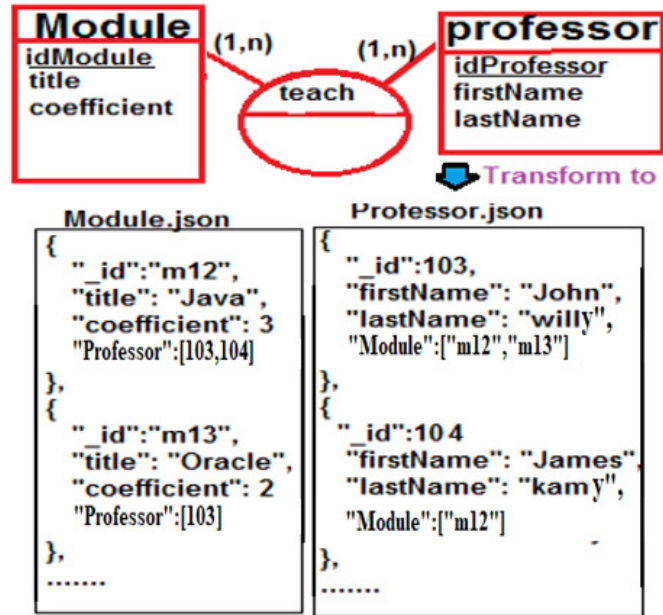 Module
idModule
title
coefficient
(1,n)
teach
(1,n)
professor
idProfessor
firstName
lastName
Transform to
Module.json
{
"_id":"m12",
"title": "Java",
"coefficient": 3
"Professor":[103,104]
},
{
"_id":"m13",
"title": "Oracle",
"coefficient": 2
"Professor":[103]
},
.......
Professor.json
{
"_id":103,
"firstName": "John",
"lastName": "willy",
"Module":["m12","m13"]
},
{
"_id":104
"firstName": "James",
"lastName": "kamy",
"Module":["m12"]
},
.......